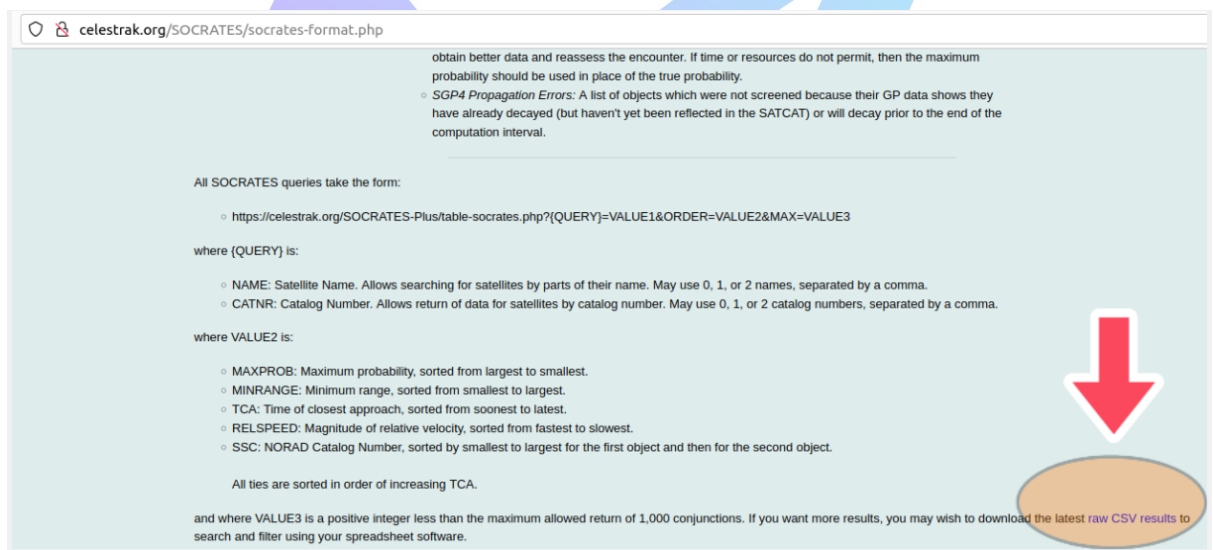 celestrak.org/SOCRATES/socrates-format.php
obtain better data and reassess the encounter. If time or resources do not permit, then the maximum
probability should be used in place of the true probability.
SGP4 Propagation Errors: A list of objects which were not screened because their GP data shows they
have already decayed (but haven't yet been reflected in the SATCAT) or will decay prior to the end of the
computation interval.
All SOCRATES queries take the form:
https://celestrak.org/SOCRATES-Plus/table-socrates.php?{QUERY}=VALUE1&ORDER=VALUE2&MAX=VALUE3
where {QUERY} is:
NAME: Satellite Name. Allows searching for satellites by parts of their name. May use 0, 1, or 2 names, separated by a comma.
CATNR: Catalog Number. Allows return of data for satellites by catalog number. May use 0, 1, or 2 catalog numbers, separated by a comma.
where VALUE2 is:
MAXPROB: Maximum probability, sorted from largest to smallest.
MINRANGE: Minimum range, sorted from smallest to largest.
TCA: Time of closest approach, sorted from soonest to latest.
RELSPEED: Magnitude of relative velocity, sorted from fastest to slowest.
SSC: NORAD Catalog Number, sorted by smallest to largest for the first object and then for the second object.
All ties are sorted in order of increasing TCA.
and where VALUE3 is a positive integer less than the maximum allowed return of 1,000 conjunctions. If you want more results, you may wish to download the latest raw CSV results to
search and filter using your spreadsheet software.